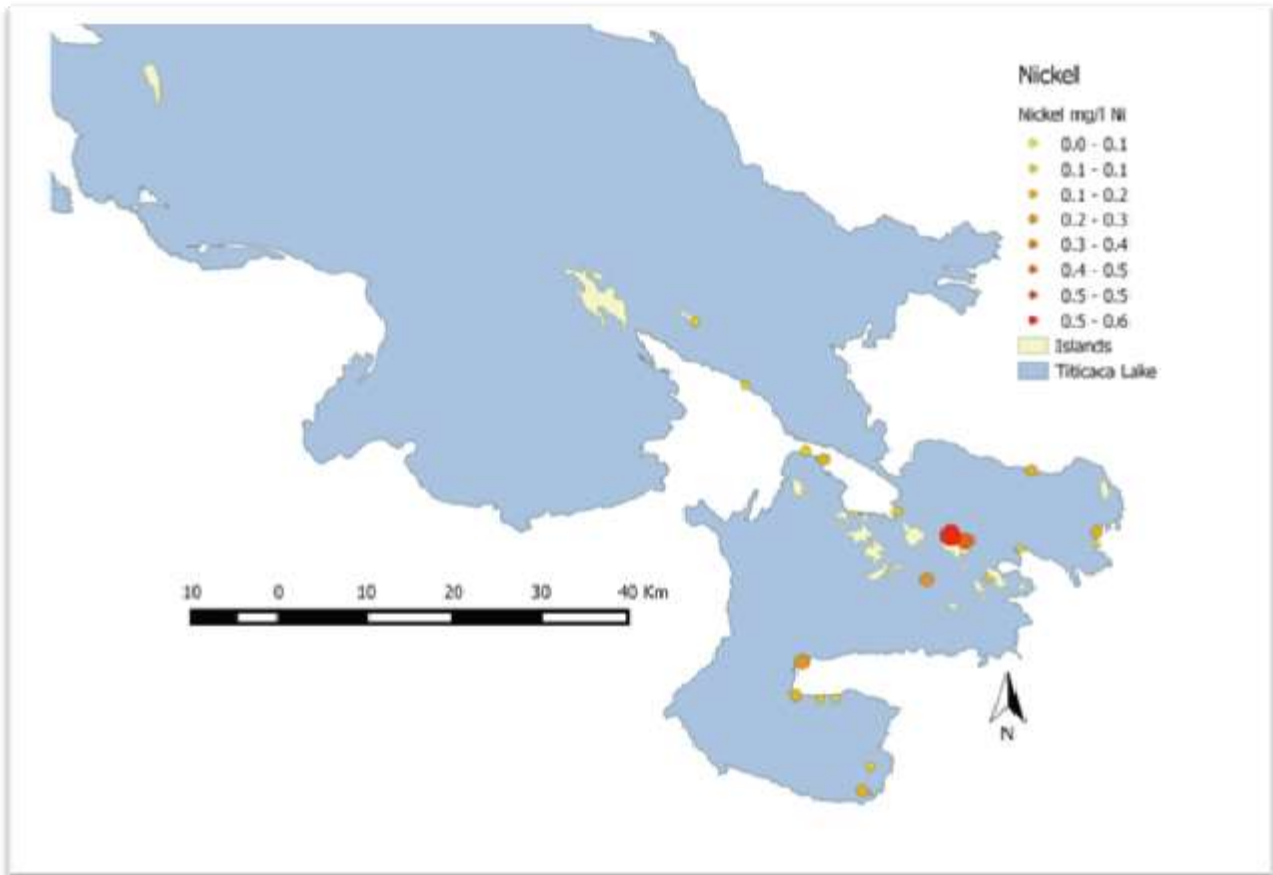 Nickel
Nickel mg/l Ni
0.0 - 0.1
0.1 - 0.1
0.1 - 0.2
0.2 - 0.3
0.3 - 0.4
0.4 - 0.5
0.5 - 0.5
0.5 - 0.6
Islands
Titicaca Lake
10 0 10 20 30 40 Km
N